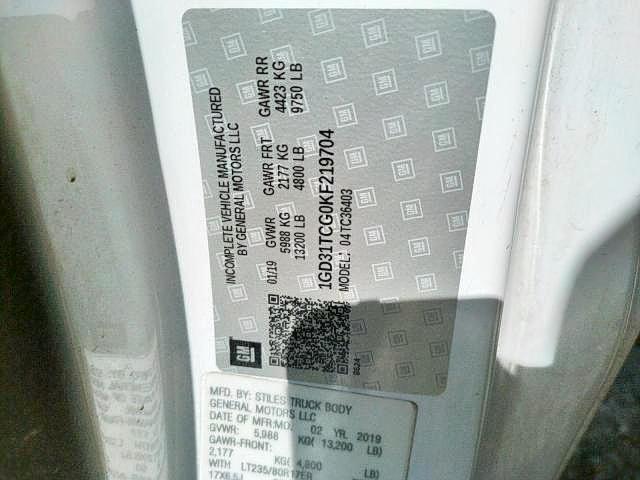 INCOMPLETE VEHICLE MANUFACTURED
BY GENERAL MOTORS LLC
01/19 GVWR GAWR FRT GAWR RR
5988 KG 2177 KG 4423 KG
13200 LB 4800 LB 9750 LB
1GD31TCG0KF219704
MODEL: 04TC36403
GM
MFD. BY: STILES TRUCK BODY
GENERAL MOTORS LLC
DATE OF MFR:MO. 02 YR. 2019
GVWR: 5,988 KG( 13,200 LB)
GAWR-FRONT:
2,177 KG( 4,800 LB)
WITH LT235/80R17E